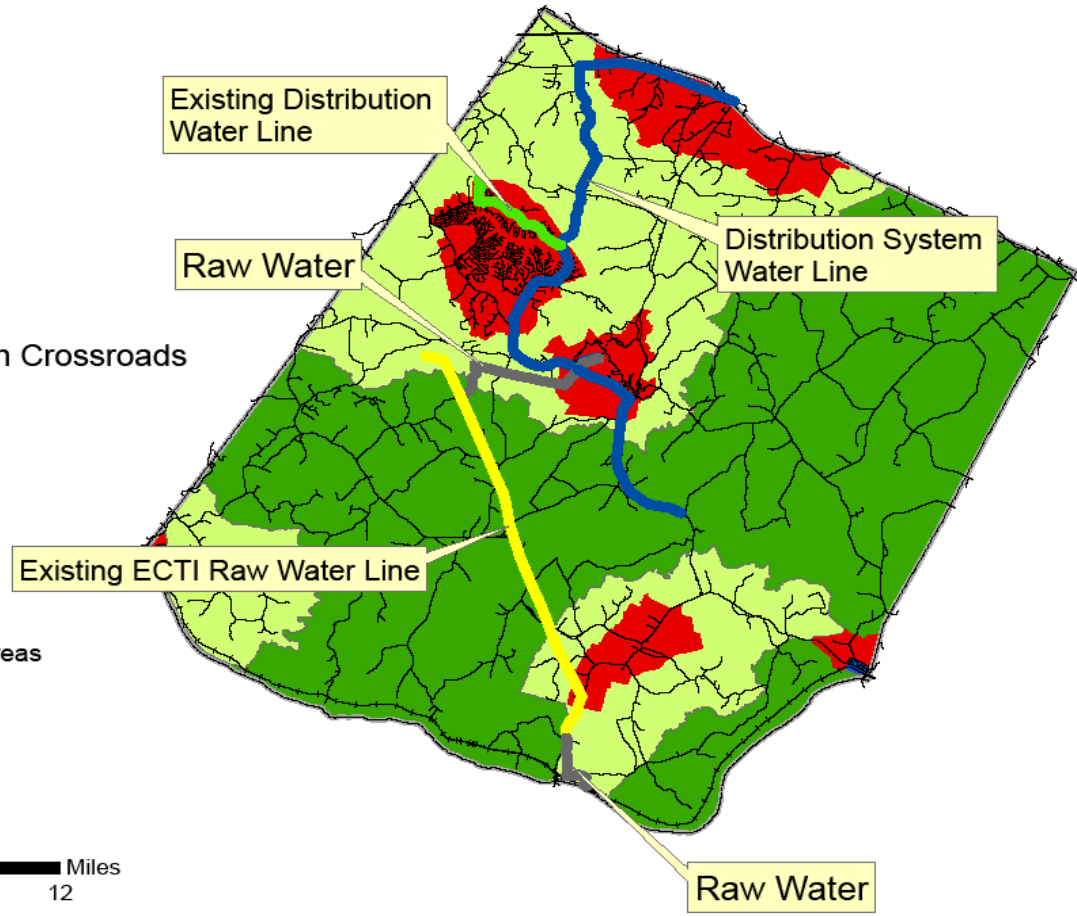 Existing Distribution
Water Line
Raw Water
Distribution System
Water Line
Crossroads
Existing ECTI Raw Water Line
Miles
12
Raw Water